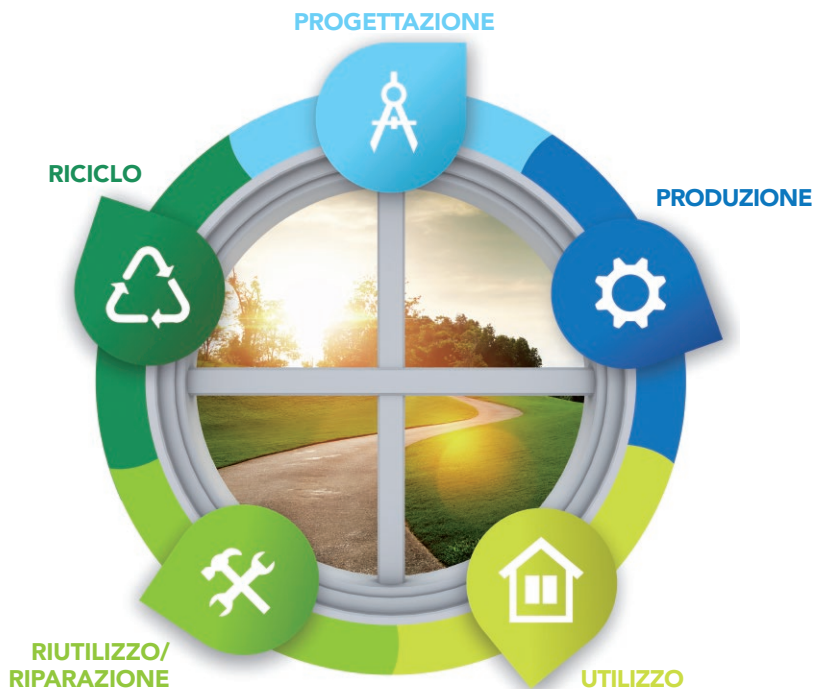 PROGETTAZIONE
PRODUZIONE
UTILIZZO
RIUTILIZZO/
RIPARAZIONE
RICICLO